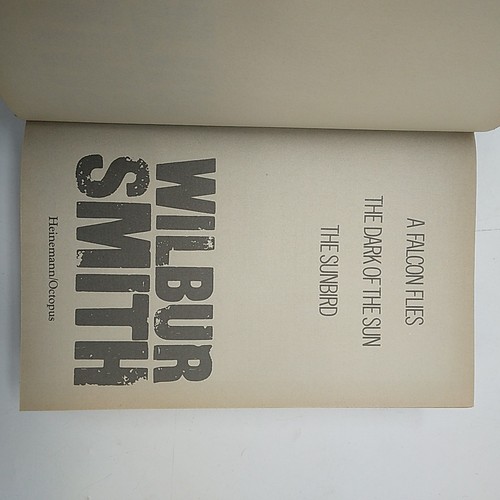 A FALCON FLIES
THE DARK OF THE SUN
THE SUNBIRD
WILBUR
SMITH
Heinemann/Octopus